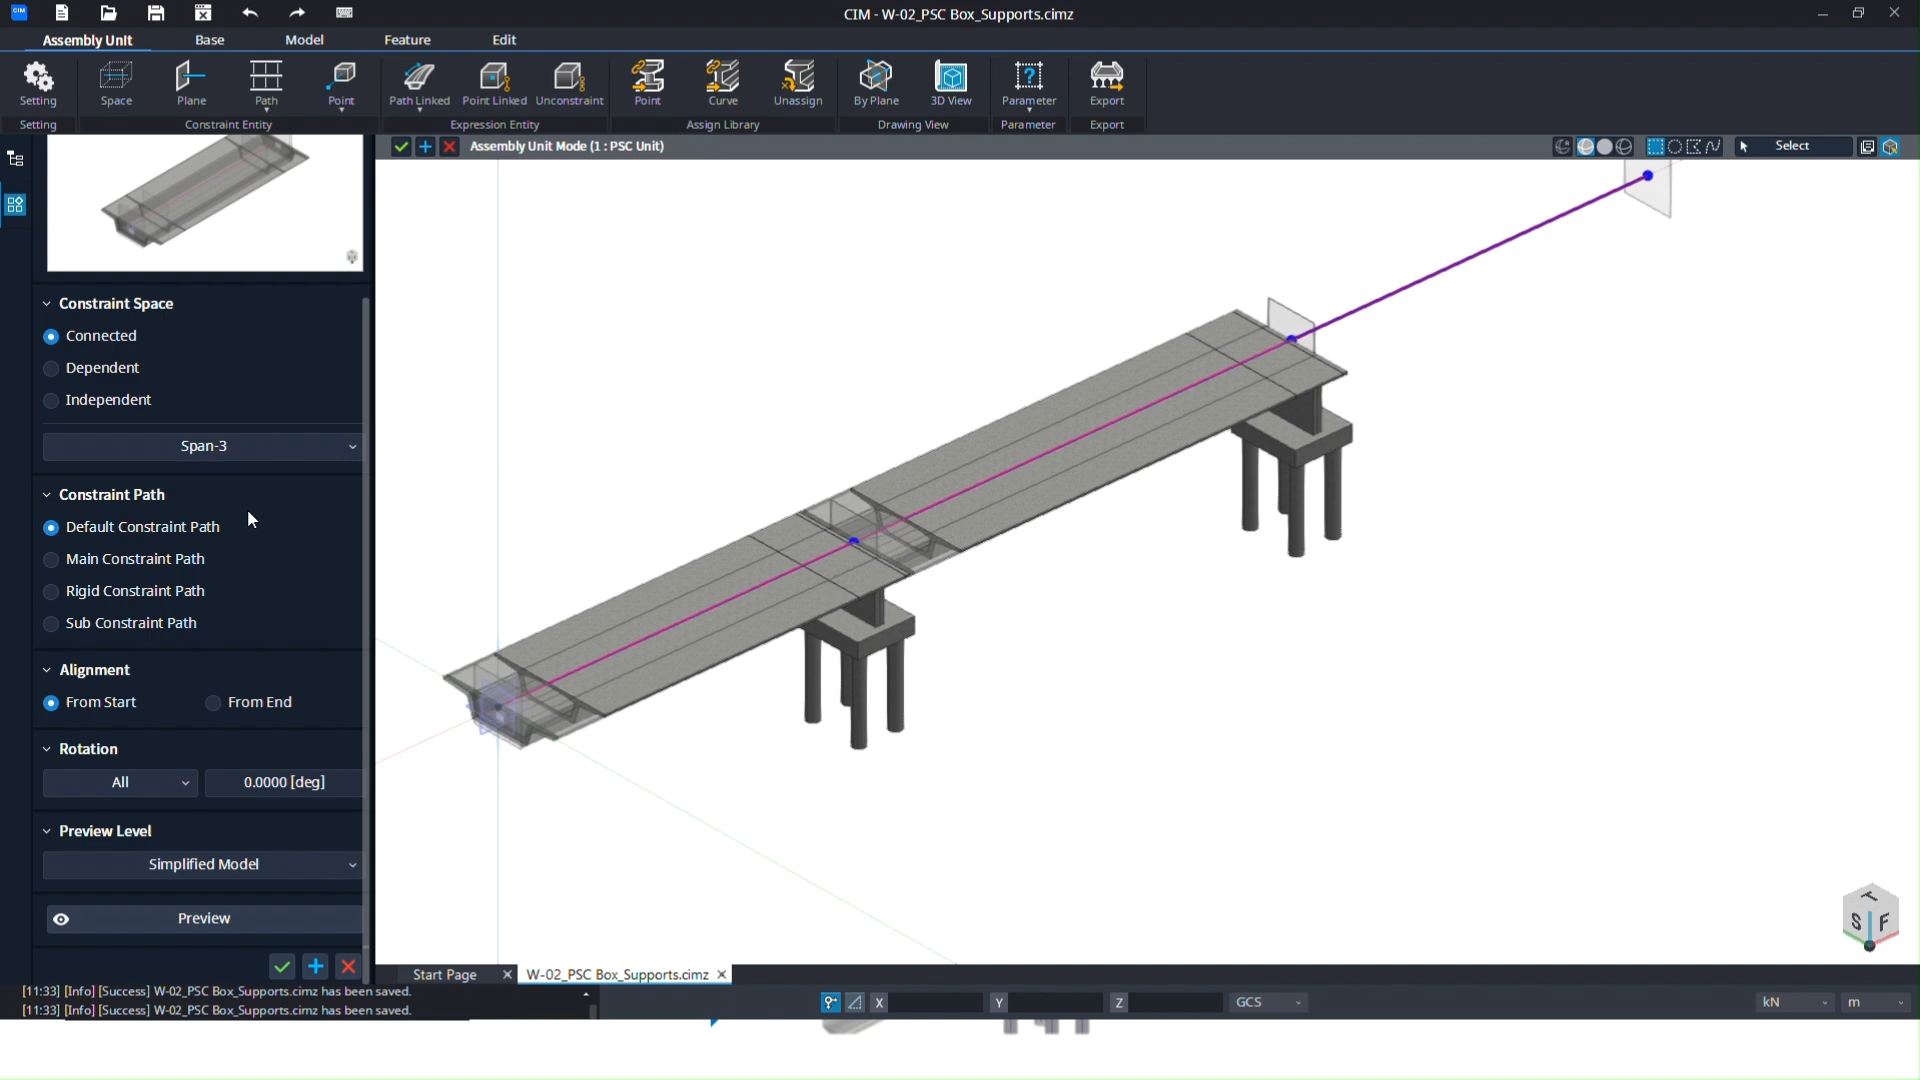 CIM
CIM - W-02_PSC Box_Supports.cimz
Assembly Unit
Base
Model
Feature
Edit
Setting
Space
Plane
Path
Point
Path Linked
Point Linked
Unconstraint
Point
Curve
Unassign
By Plane
3D View
Parameter
Export
Setting
Constraint Entity
Expression Entity
Assign Library
Drawing View
Parameter
Export
Assembly Unit Mode (1 : PSC Unit)
Select
Constraint Space
Connected
Dependent
Independent
Span-3
Constraint Path
Default Constraint Path
Main Constraint Path
Rigid Constraint Path
Sub Constraint Path
Alignment
From Start
From End
Rotation
All
0.0000 [deg]
Preview Level
Simplified Model
Preview
T
S
F
Start Page
W-02_PSC Box_Supports.cimz
[11:33] [Info] [Success] W-02_PSC Box_Supports.cimz has been saved.
[11:33] [Info] [Success] W-02_PSC Box_Supports.cimz has been saved.
X
Y
Z
GCS
kN
m